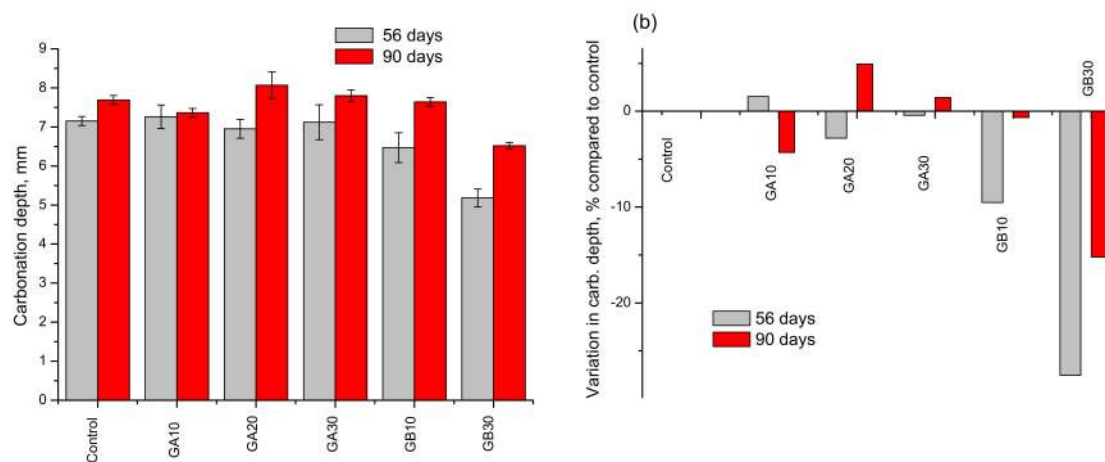 56 days
90 days
Carbonation depth, mm
9
8
7
6
5
4
3
2
1
0
Control
GA10
GA20
GA30
GB10
GB30
(b)
Variation in carb. depth, % compared to control
0
-10
-20
Control
GA10
GA20
GA30
GB10
GB30
56 days
90 days